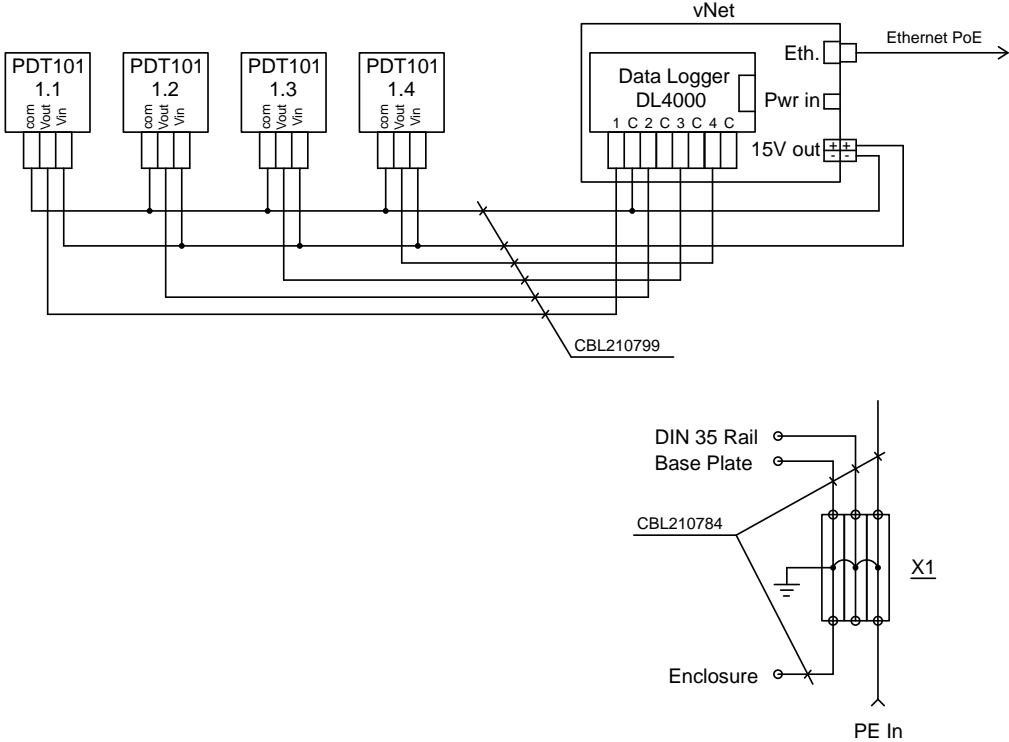 vNet
PDT101
1.1
com
Vout
Vin
PDT101
1.2
com
Vout
Vin
PDT101
1.3
com
Vout
Vin
PDT101
1.4
com
Vout
Vin
Data Logger
DL4000
1 C 2 C 3 C 4 C
Eth.
Ethernet PoE
Pwr in
15V out
+ +
- -
CBL210799
DIN 35 Rail
Base Plate
CBL210784
X1
Enclosure
PE In